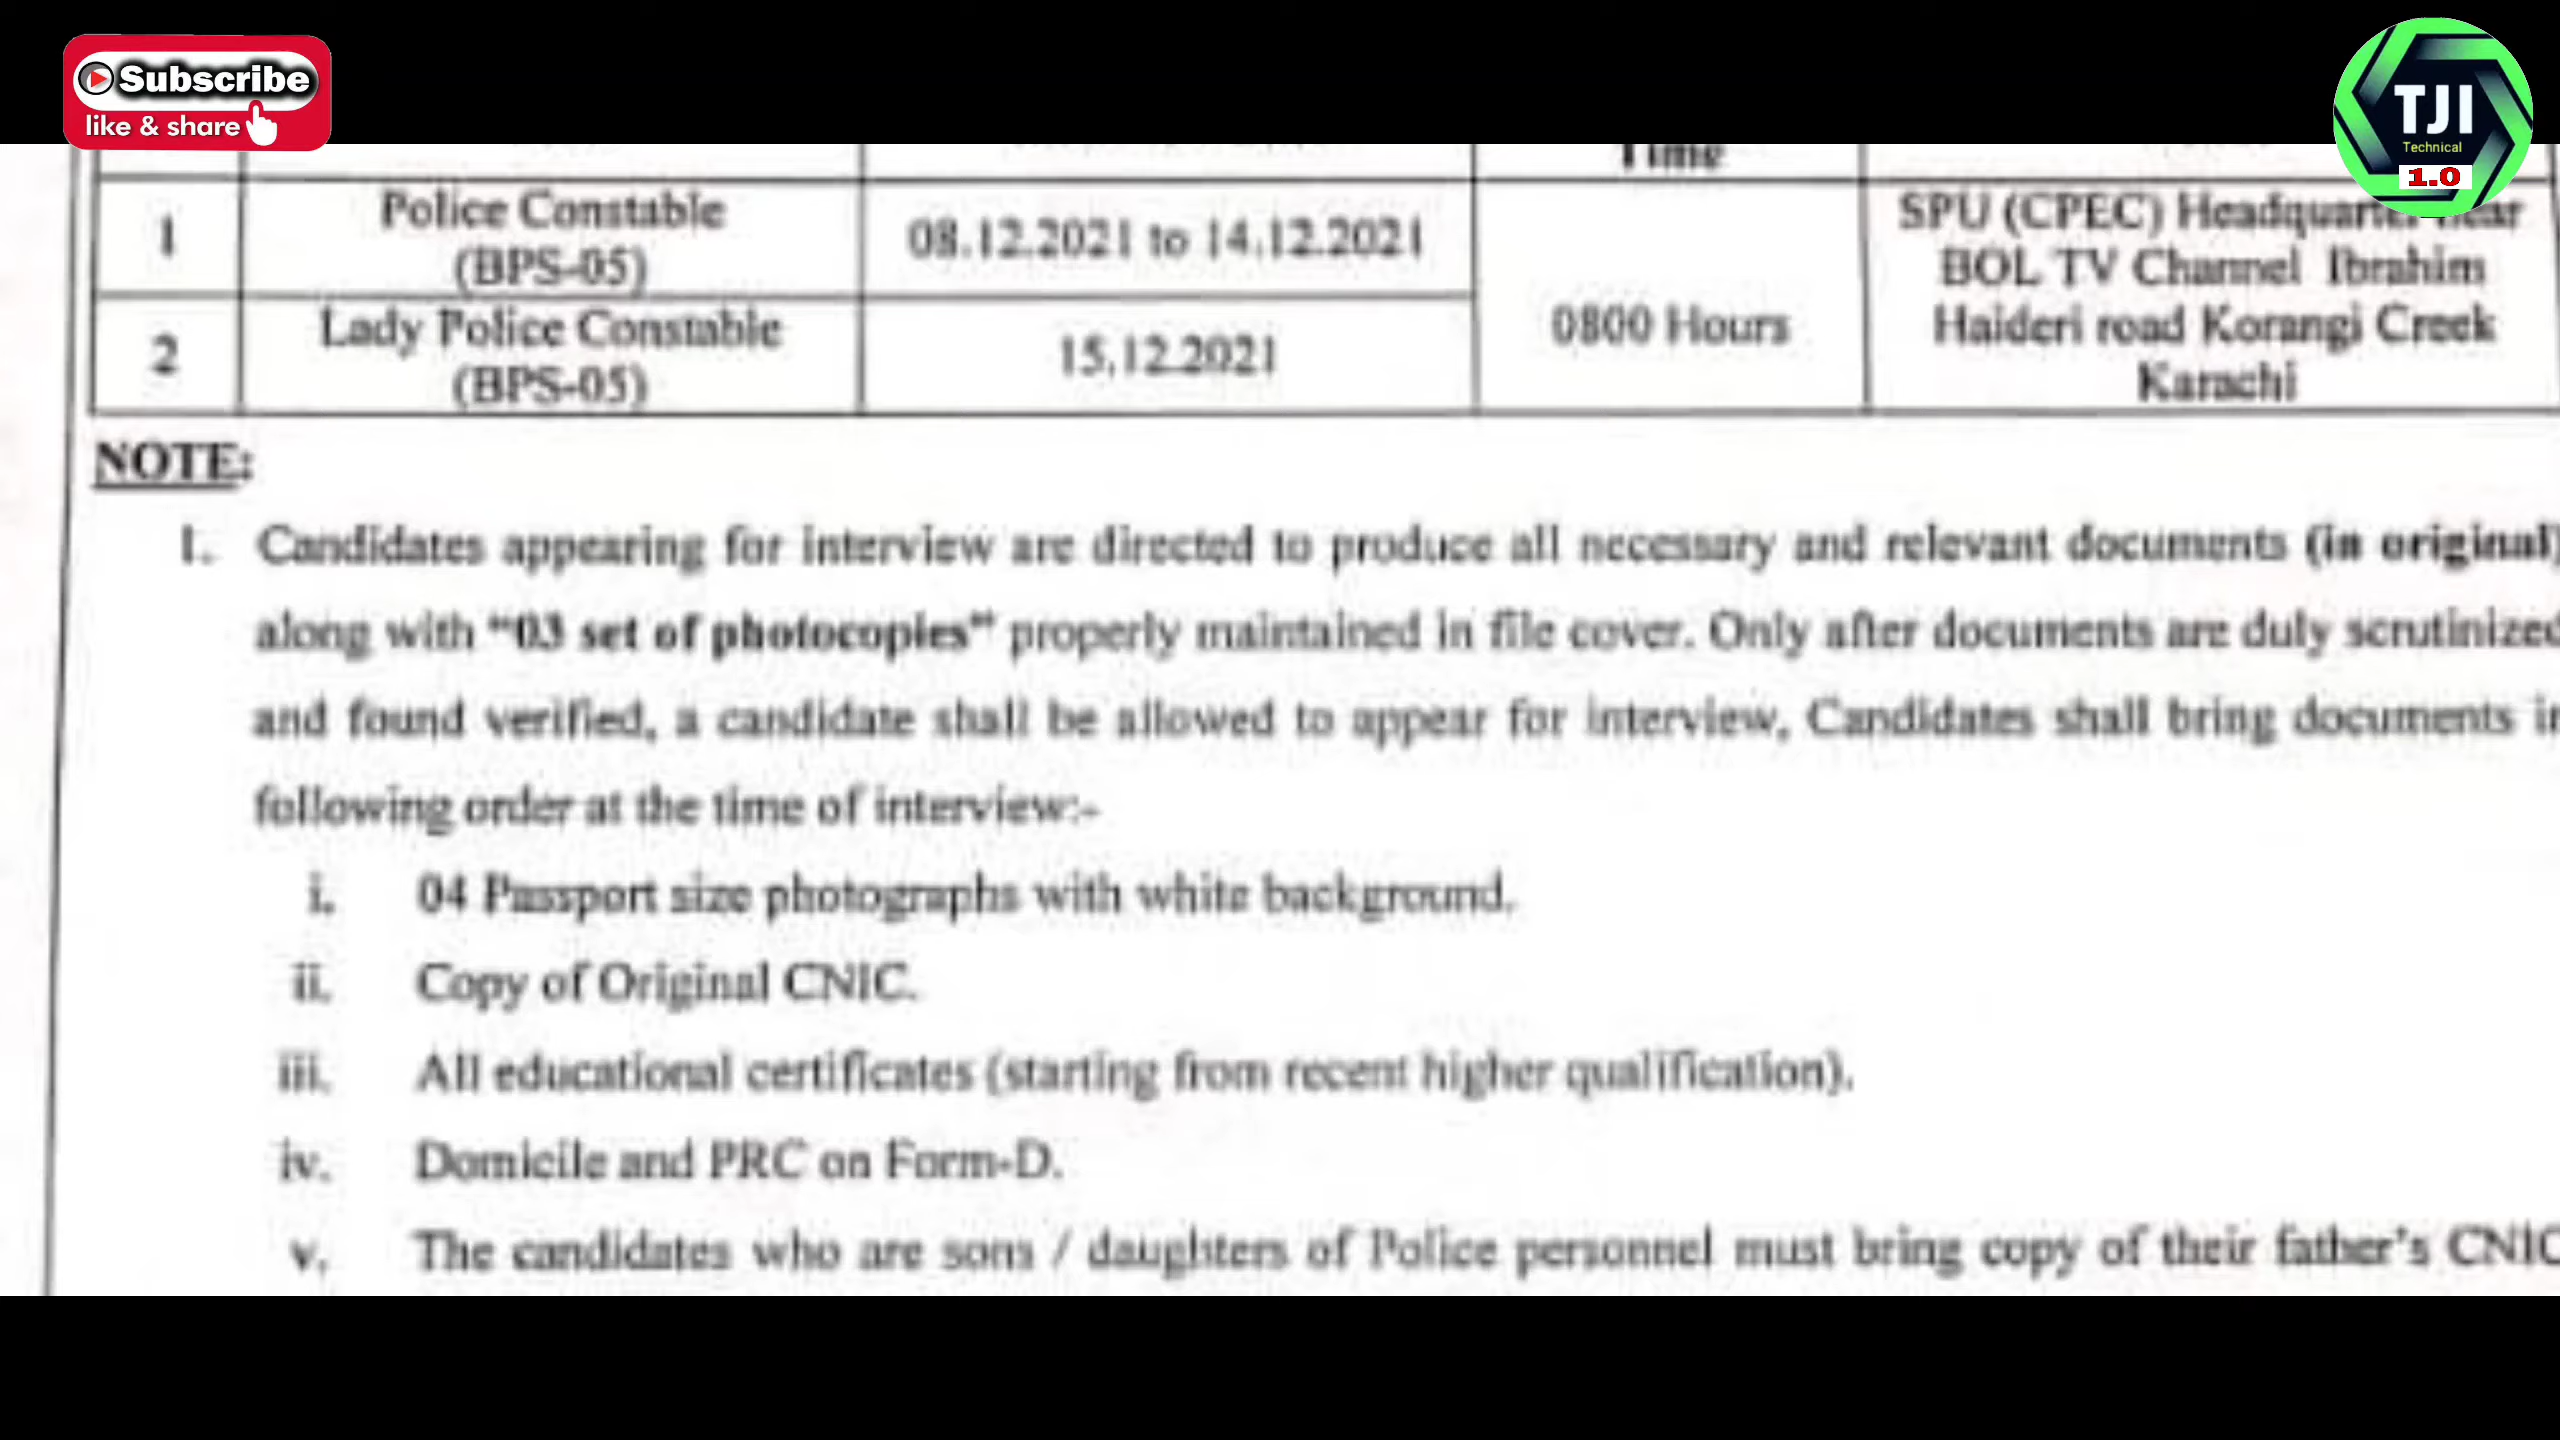 Subscribe
like & share
TJI
Technical
1.0
Time
1
Police Constable
(BPS-05)
08.12.2021 to 14.12.2021
2
Lady Police Constable
(BPS-05)
15.12.2021
0800 Hours
SPU (CPEC) Headquarter near
BOL TV Channel Ibrahim
Haideri road Korangi Creek
Karachi
NOTE:
1. Candidates appearing for interview are directed to produce all necessary and relevant documents (in original)
along with "03 set of photocopies" properly maintained in file cover. Only after documents are duly scrutinized
and found verified, a candidate shall be allowed to appear for interview, Candidates shall bring documents in
following order at the time of interview:-
i. 04 Passport size photographs with white background.
ii. Copy of Original CNIC.
iii. All educational certificates (starting from recent higher qualification).
iv. Domicile and PRC on Form-D.
v. The candidates who are sons / daughters of Police personnel must bring copy of their father's CNIC